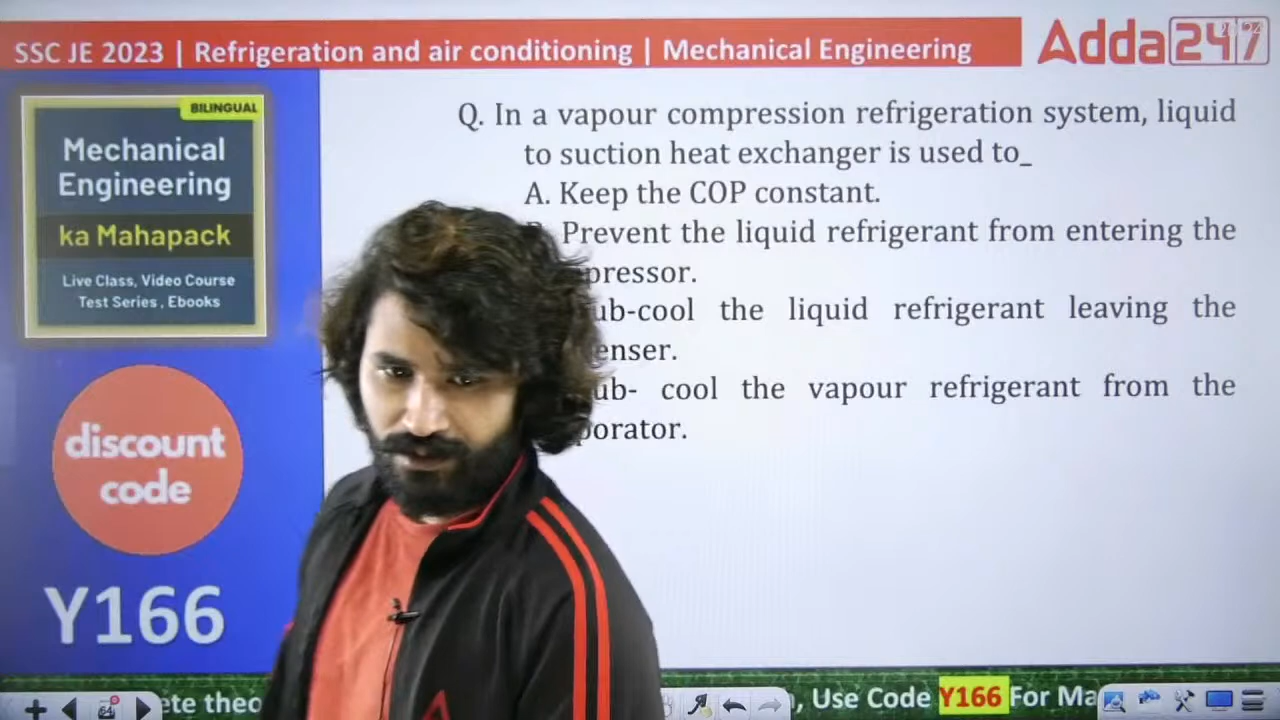 SSC JE 2023 | Refrigeration and air conditioning | Mechanical Engineering
Adda247
BILINGUAL
Mechanical
Engineering
ka Mahapack
Live Class, Video Course
Test Series , Ebooks
discount
code
Y166
Q. In a vapour compression refrigeration system, liquid
to suction heat exchanger is used to_
A. Keep the COP constant.
Prevent the liquid refrigerant from entering the
pressor.
ub-cool the liquid refrigerant leaving the
enser.
ub- cool the vapour refrigerant from the
orator.
ete theo
, Use Code Y166 For Ma